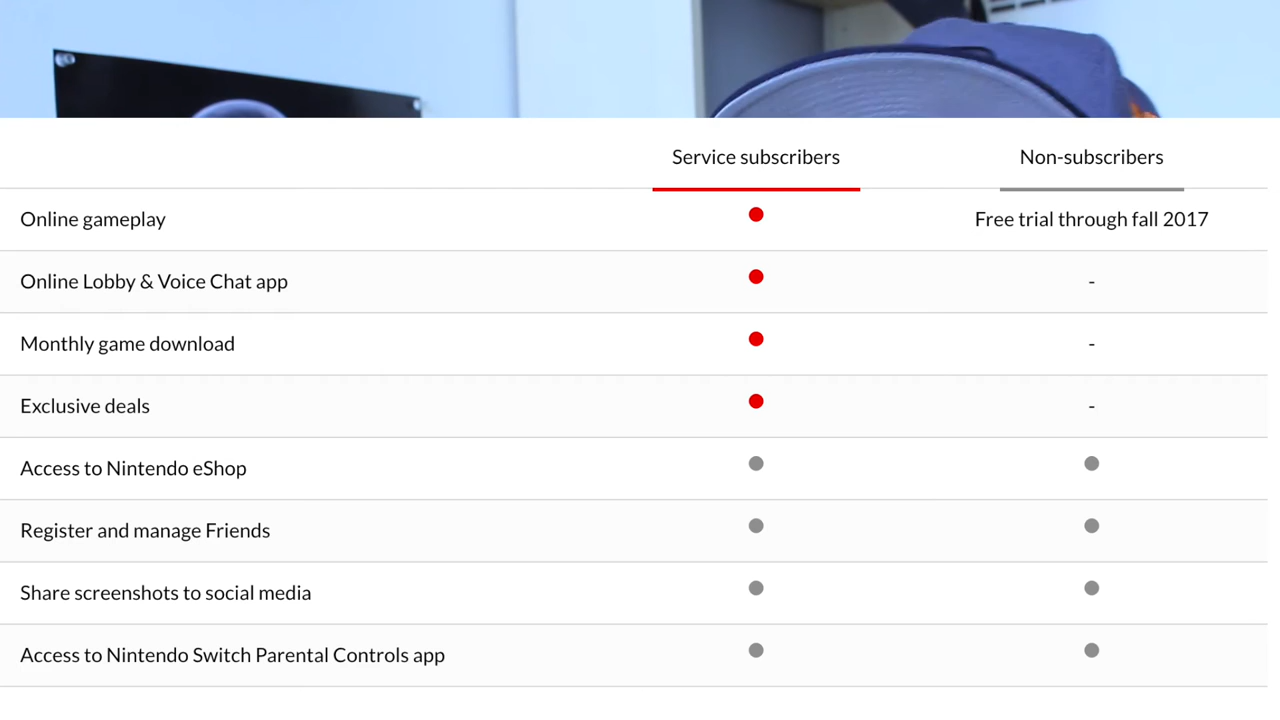 Service subscribers
Non-subscribers
Online gameplay
Free trial through fall 2017
Online Lobby & Voice Chat app
-
Monthly game download
-
Exclusive deals
-
Access to Nintendo eShop
Register and manage Friends
Share screenshots to social media
Access to Nintendo Switch Parental Controls app